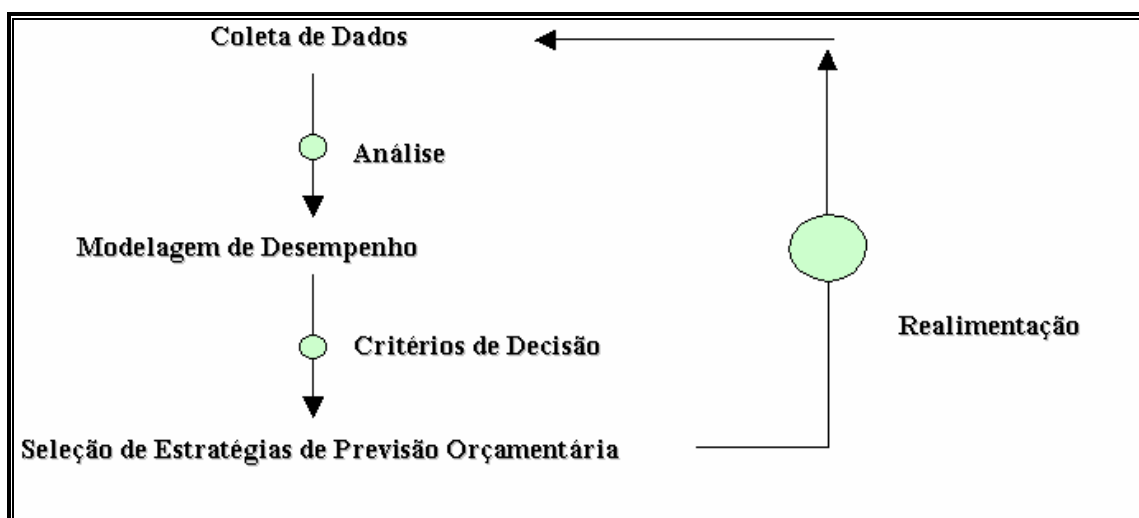 Coleta de Dados
Análise
Modelagem de Desempenho
Realimentação
Critérios de Decisão
Seleção de Estratégias de Previsão Orçamentária